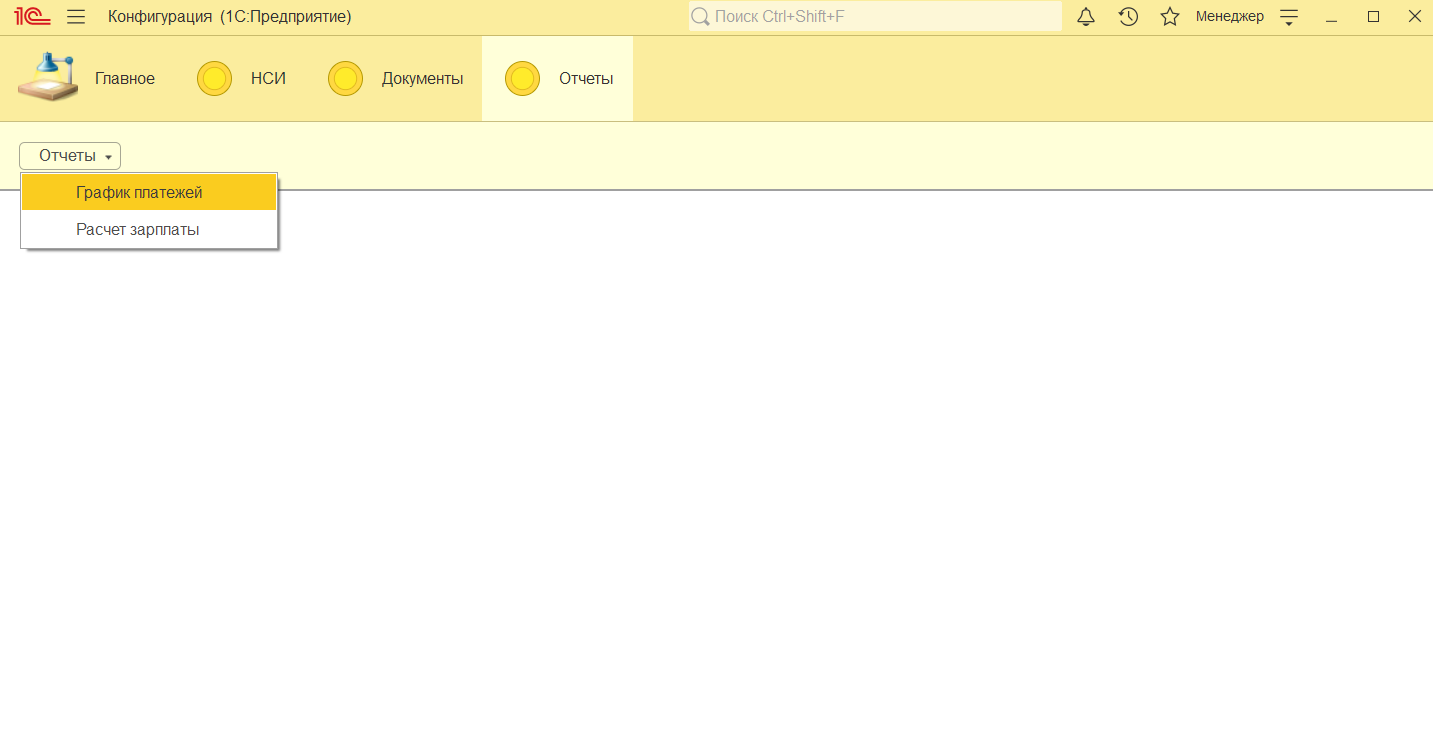 1С Конфигурация (1С:Предприятие) Поиск Ctrl+Shift+F Менеджер
Главное НСИ Документы Отчеты
Отчеты
График платежей
Расчет зарплаты